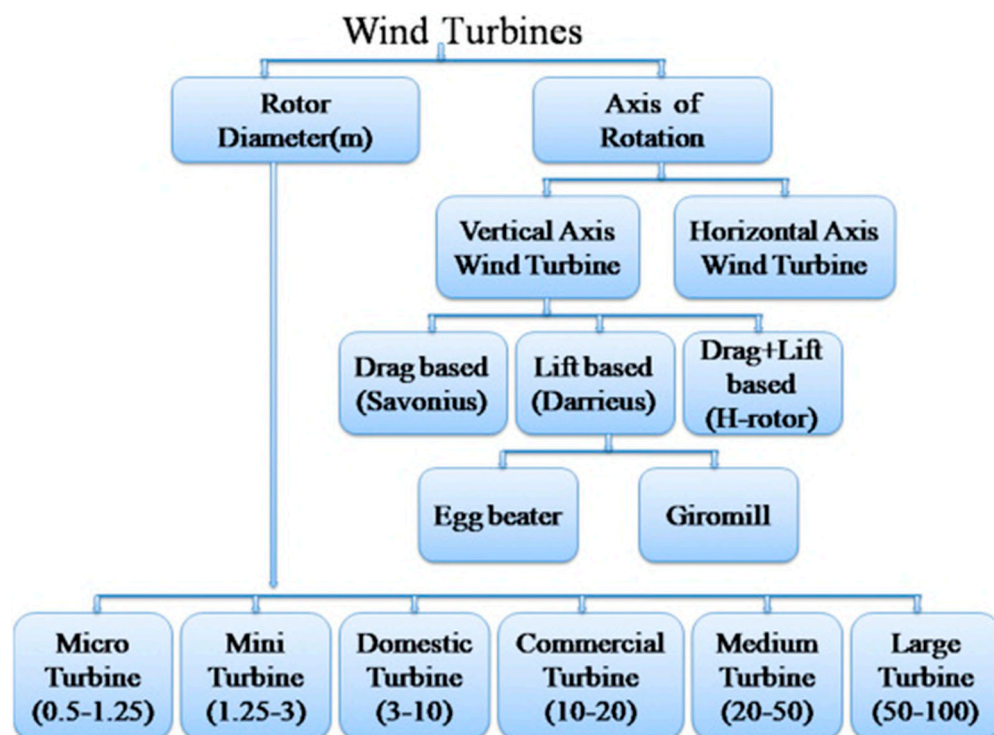 Wind Turbines
Rotor
Diameter(m)
Axis of
Rotation
Vertical Axis
Wind Turbine
Horizontal Axis
Wind Turbine
Drag based
(Savonius)
Lift based
(Darrieus)
Drag+Lift
based
(H-rotor)
Egg beater
Giromill
Micro
Turbine
(0.5-1.25)
Mini
Turbine
(1.25-3)
Domestic
Turbine
(3-10)
Commercial
Turbine
(10-20)
Medium
Turbine
(20-50)
Large
Turbine
(50-100)